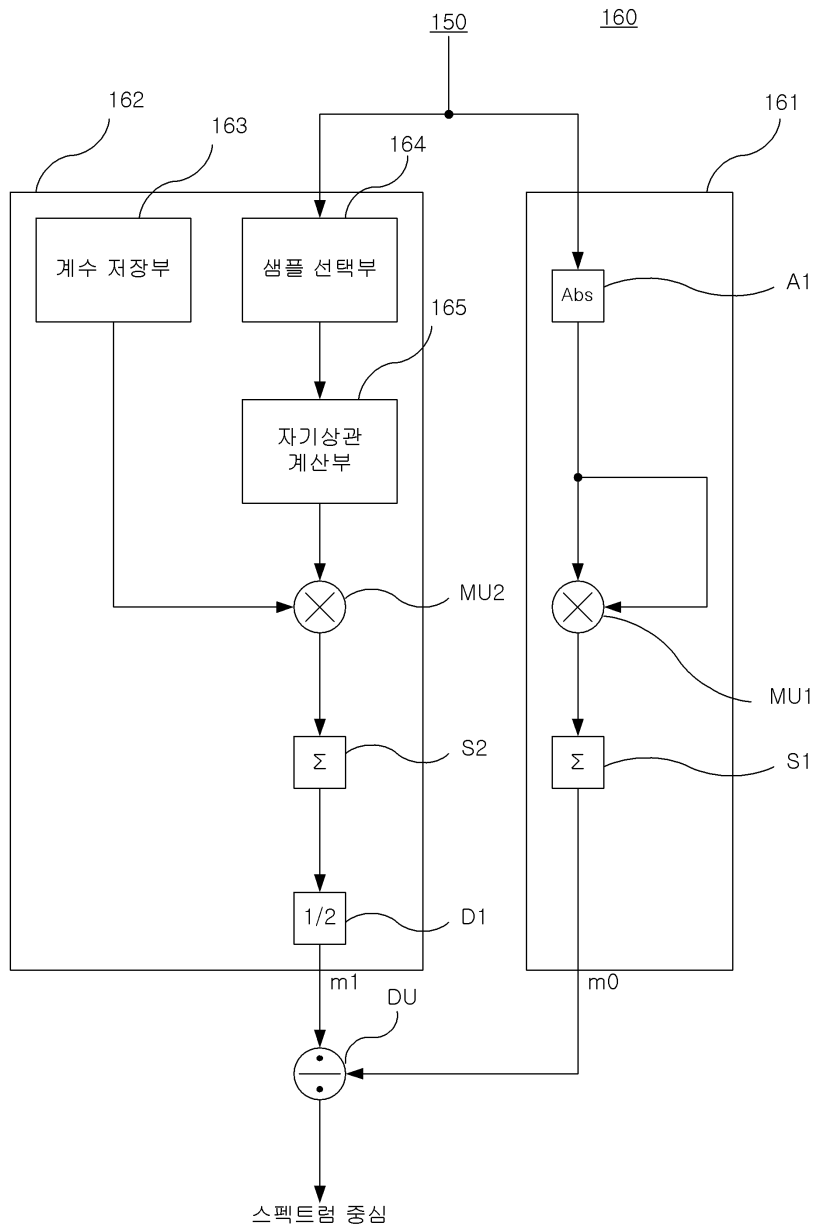 150
160
162
163
164
161
계수 저장부
샘플 선택부
Abs
A1
165
자기상관
계산부
MU2
MU1
Σ
S2
Σ
S1
1/2
D1
m1
m0
DU
스펙트럼 중심